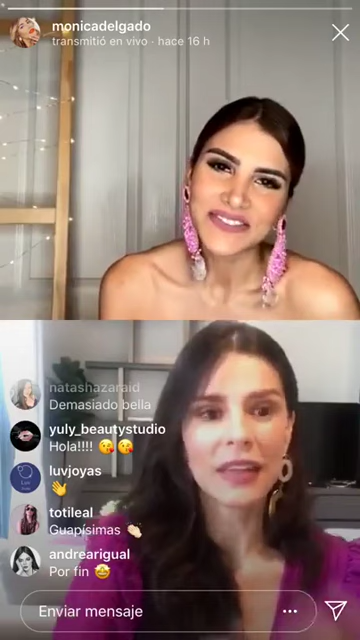 monicadelgado
transmitió en vivo · hace 16 h
natashazaraid
Demasiado bella
yuly_beautystudio
Hola!!!! 😘😘
luvjoyas
👋
totileal
Guapísimas 👏🏻
andrearigual
Por fin 🤩
Enviar mensaje